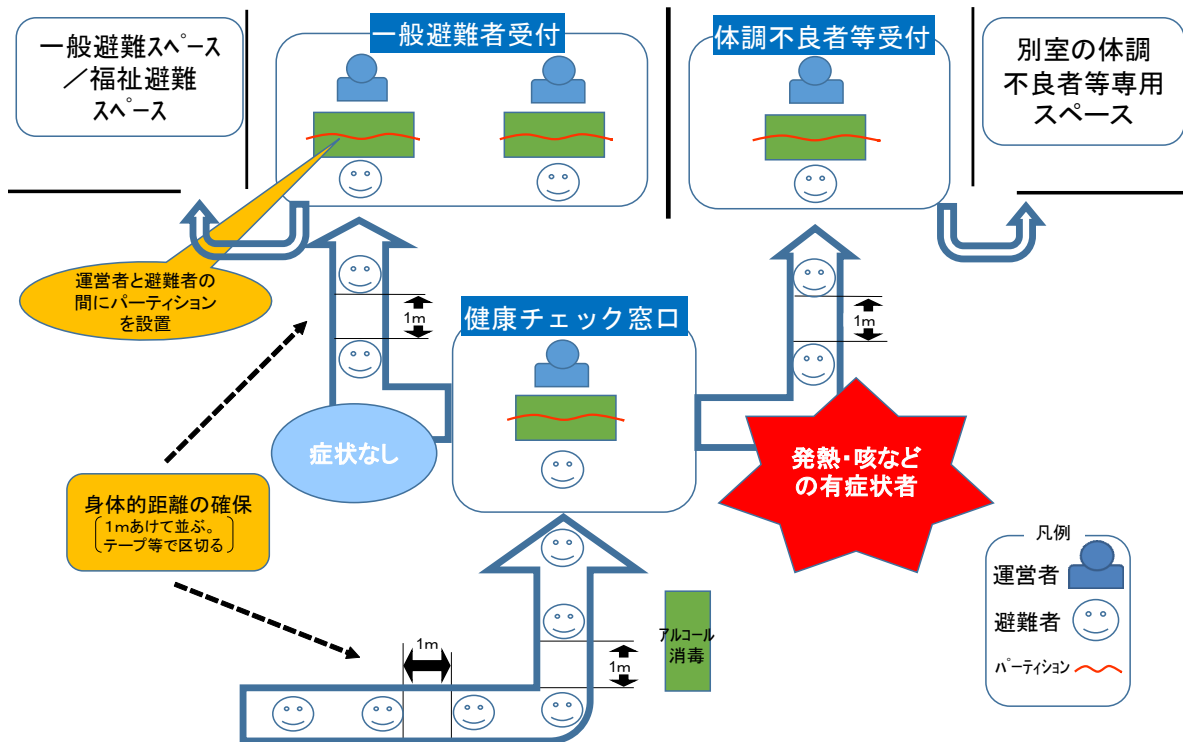 一般避難スペース
／福祉避難
スペース
一般避難者受付
体調不良者等受付
別室の体調
不良者等専用
スペース
運営者と避難者の
間にパーティション
を設置
1m
健康チェック窓口
1m
症状なし
発熱・咳など
の有症状者
身体的距離の確保
1mあけて並ぶ。
テープ等で区切る
凡例
運営者
避難者
パーティション
アルコール
消毒
1m
1m